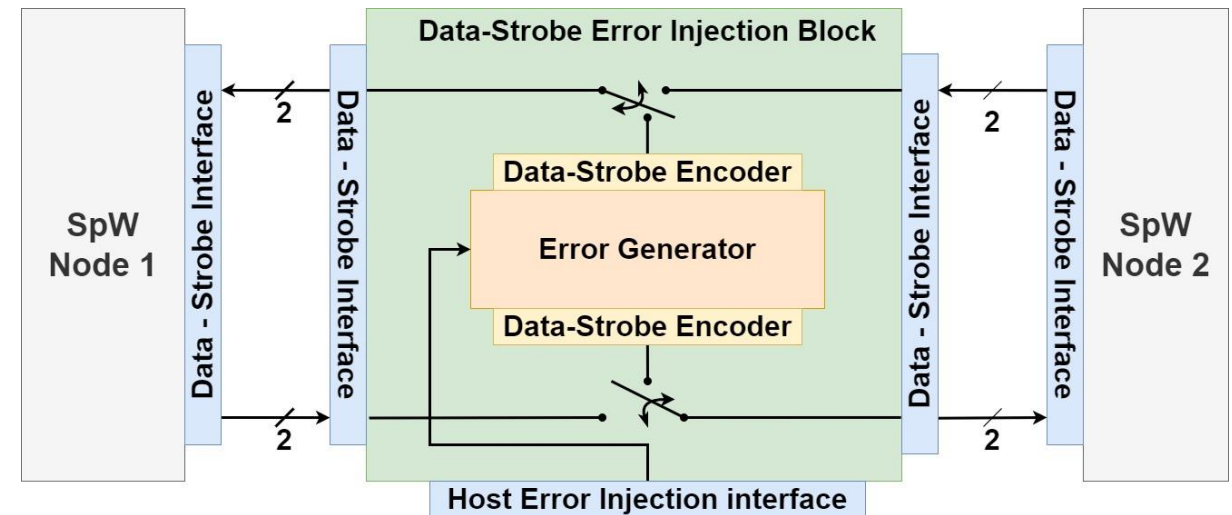 Data-Strobe Error Injection Block
SpW
Node 1
Data - Strobe Interface
2
Data - Strobe Interface
2
Data-Strobe Encoder
Error Generator
Data-Strobe Encoder
Data - Strobe Interface
2
Data - Strobe Interface
2
SpW
Node 2
Host Error Injection interface